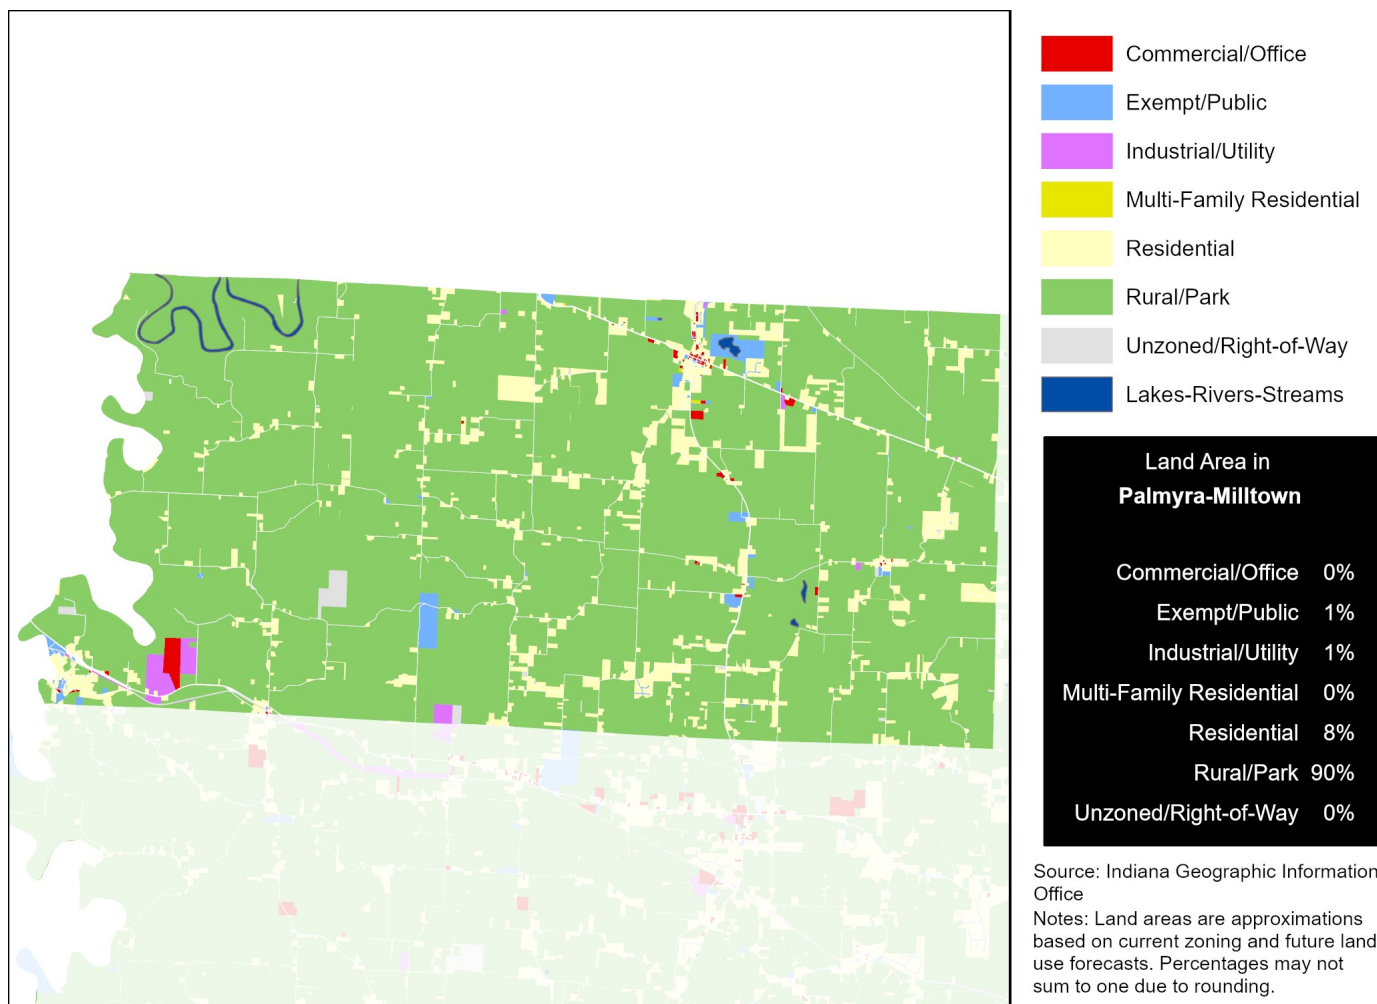 Commercial/Office
Exempt/Public
Industrial/Utility
Multi-Family Residential
Residential
Rural/Park
Unzoned/Right-of-Way
Lakes-Rivers-Streams
Land Area in
Palmyra-Milltown
Commercial/Office 0%
Exempt/Public 1%
Industrial/Utility 1%
Multi-Family Residential 0%
Residential 8%
Rural/Park 90%
Unzoned/Right-of-Way 0%
Source: Indiana Geographic Information
Office
Notes: Land areas are approximations
based on current zoning and future land
use forecasts. Percentages may not
sum to one due to rounding.